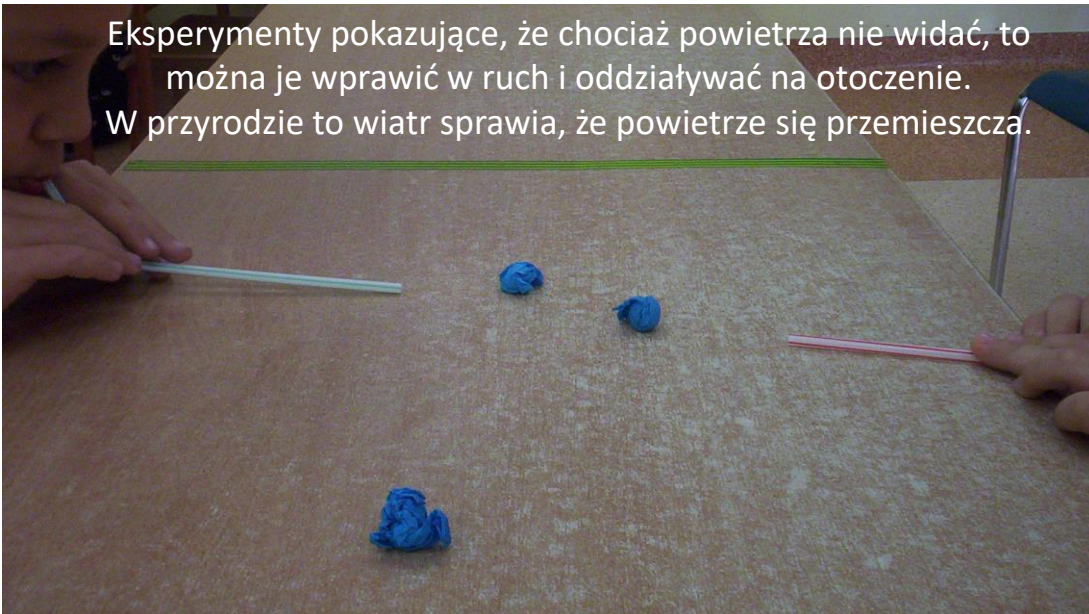 Eksperymenty pokazujące, że chociaż powietrza nie widać, to
można je wprawić w ruch i oddziaływać na otoczenie.
W przyrodzie to wiatr sprawia, że powietrze się przemieszcza.